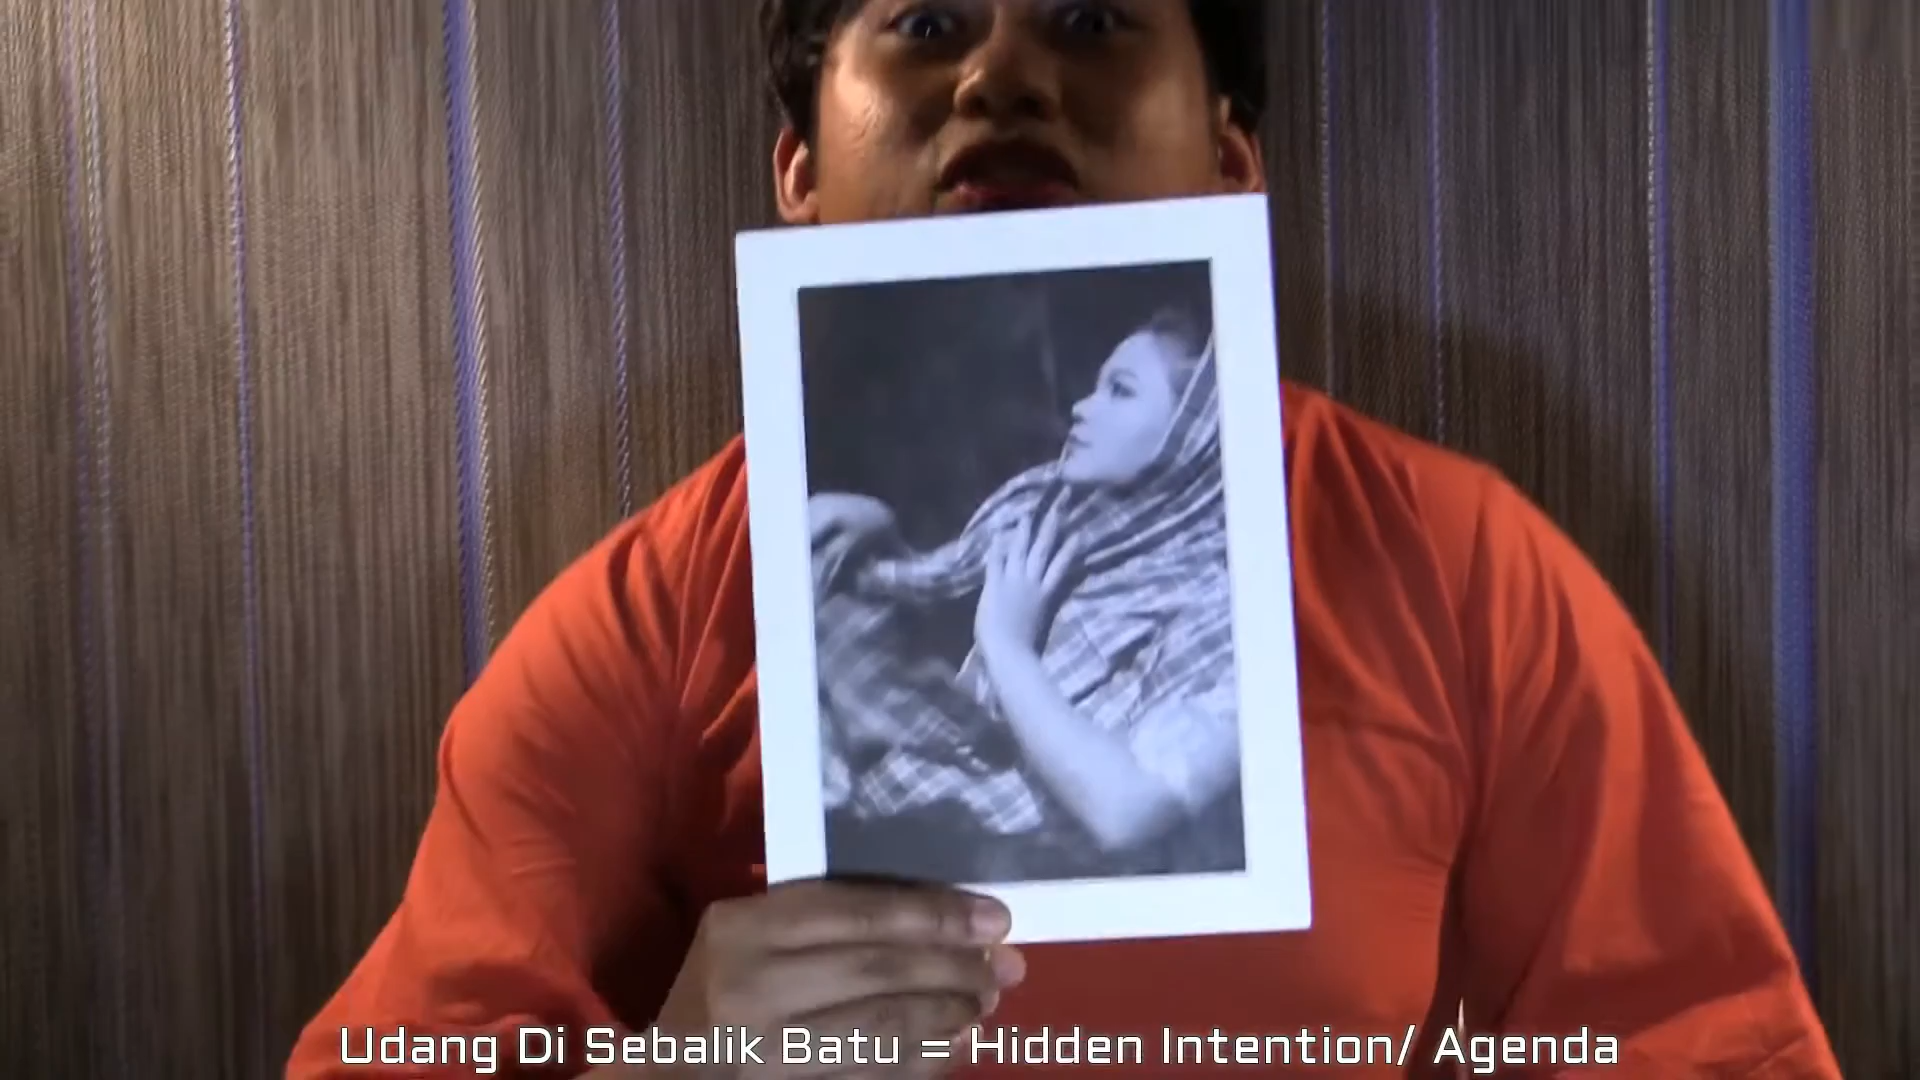 Udang Di Sebalik Batu = Hidden Intention/ Agenda